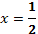 x = 1/2